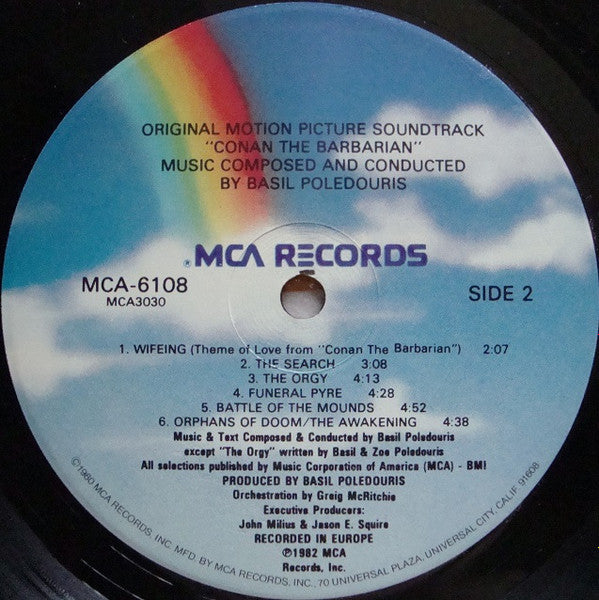 ORIGINAL MOTION PICTURE SOUNDTRACK
"CONAN THE BARBARIAN"
MUSIC COMPOSED AND CONDUCTED
BY BASIL POLEDOURIS
® MCA RECORDS
MCA-6108
MCA3030
SIDE 2
1. WIFEING (Theme of Love from "Conan The Barbarian") 2:07
2. THE SEARCH 3:08
3. THE ORGY 4:13
4. FUNERAL PYRE 4:28
5. BATTLE OF THE MOUNDS 4:52
6. ORPHANS OF DOOM/THE AWAKENING 4:38
Music & Text Composed & Conducted by Basil Poledouris
except "The Orgy" written by Basil & Zoe Poledouris
All selections published by Music Corporation of America (MCA) - BMI
PRODUCED BY BASIL POLEDOURIS
Orchestration by Greig McRitchie
Executive Producers:
John Milius & Jason E. Squire
RECORDED IN EUROPE
℗1982 MCA
Records, Inc.
©1980 MCA RECORDS, INC. MFD. BY MCA RECORDS, INC., 70 UNIVERSAL PLAZA, UNIVERSAL CITY, CALIF. 91608